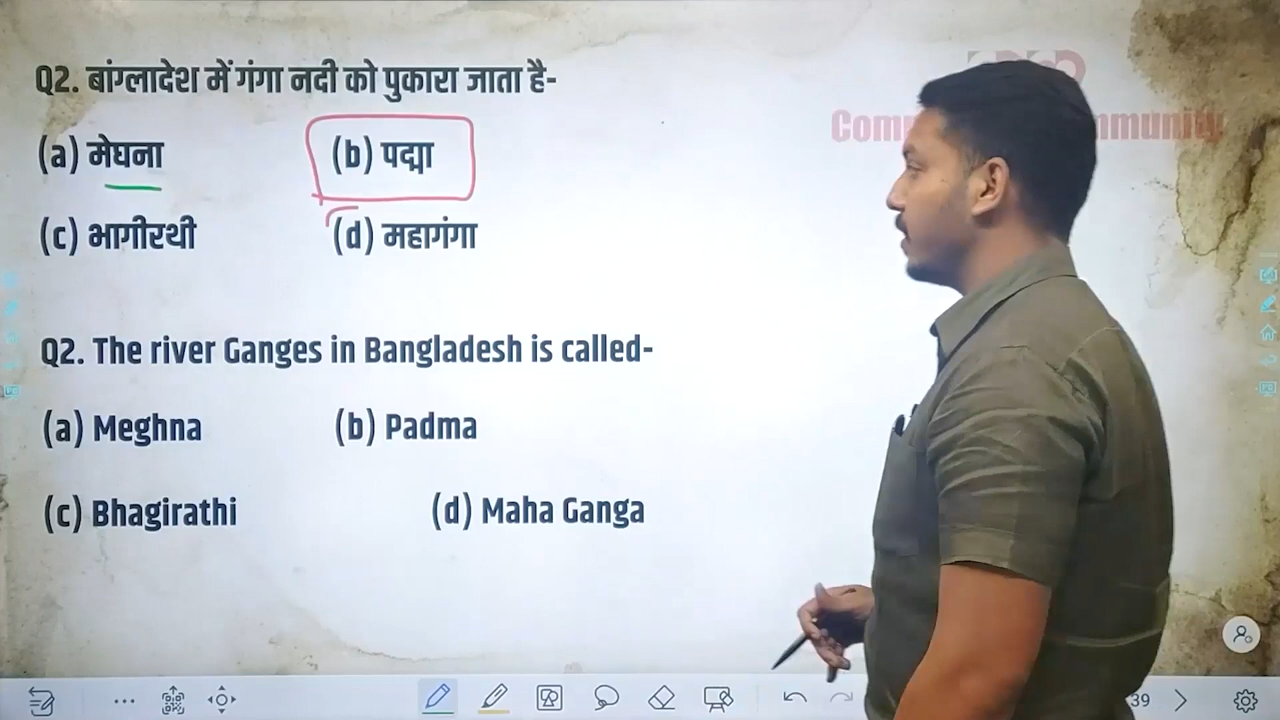 Q2. बांग्लादेश में गंगा नदी को पुकारा जाता है-
(a) मेघना (b) पद्मा
(c) भागीरथी (d) महागंगा
Q2. The river Ganges in Bangladesh is called-
(a) Meghna (b) Padma
(c) Bhagirathi (d) Maha Ganga
39